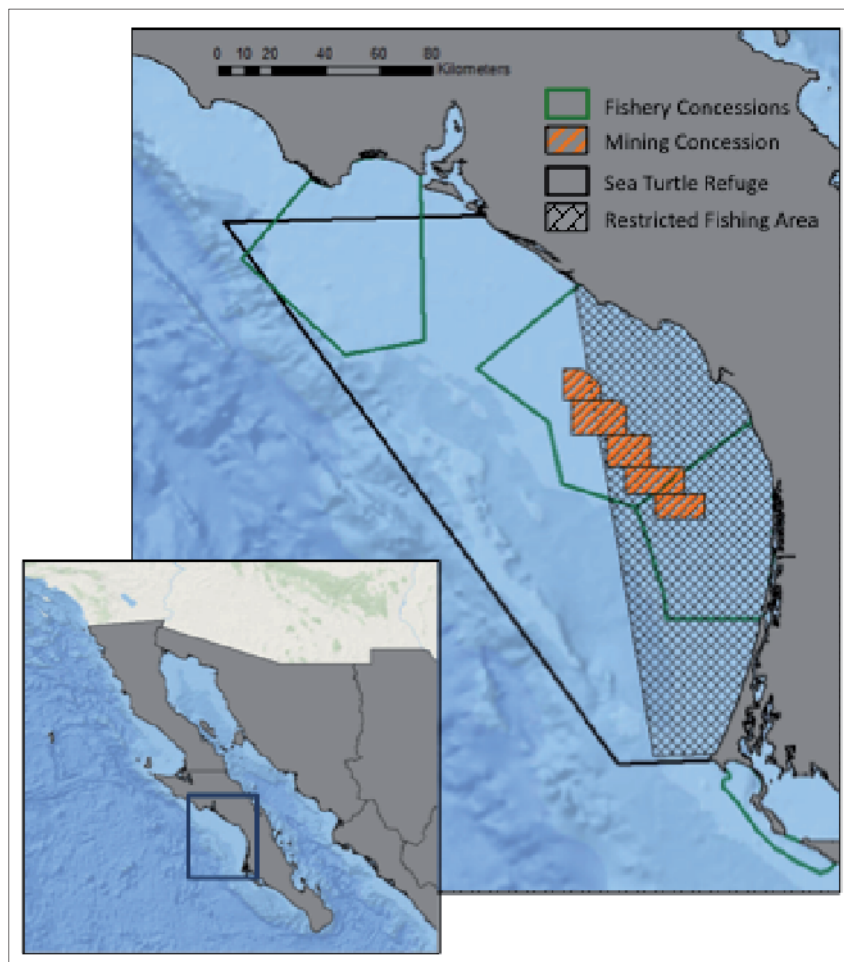 0 10 20 40 60 80
Kilometers
Fishery Concessions
Mining Concession
Sea Turtle Refuge
Restricted Fishing Area